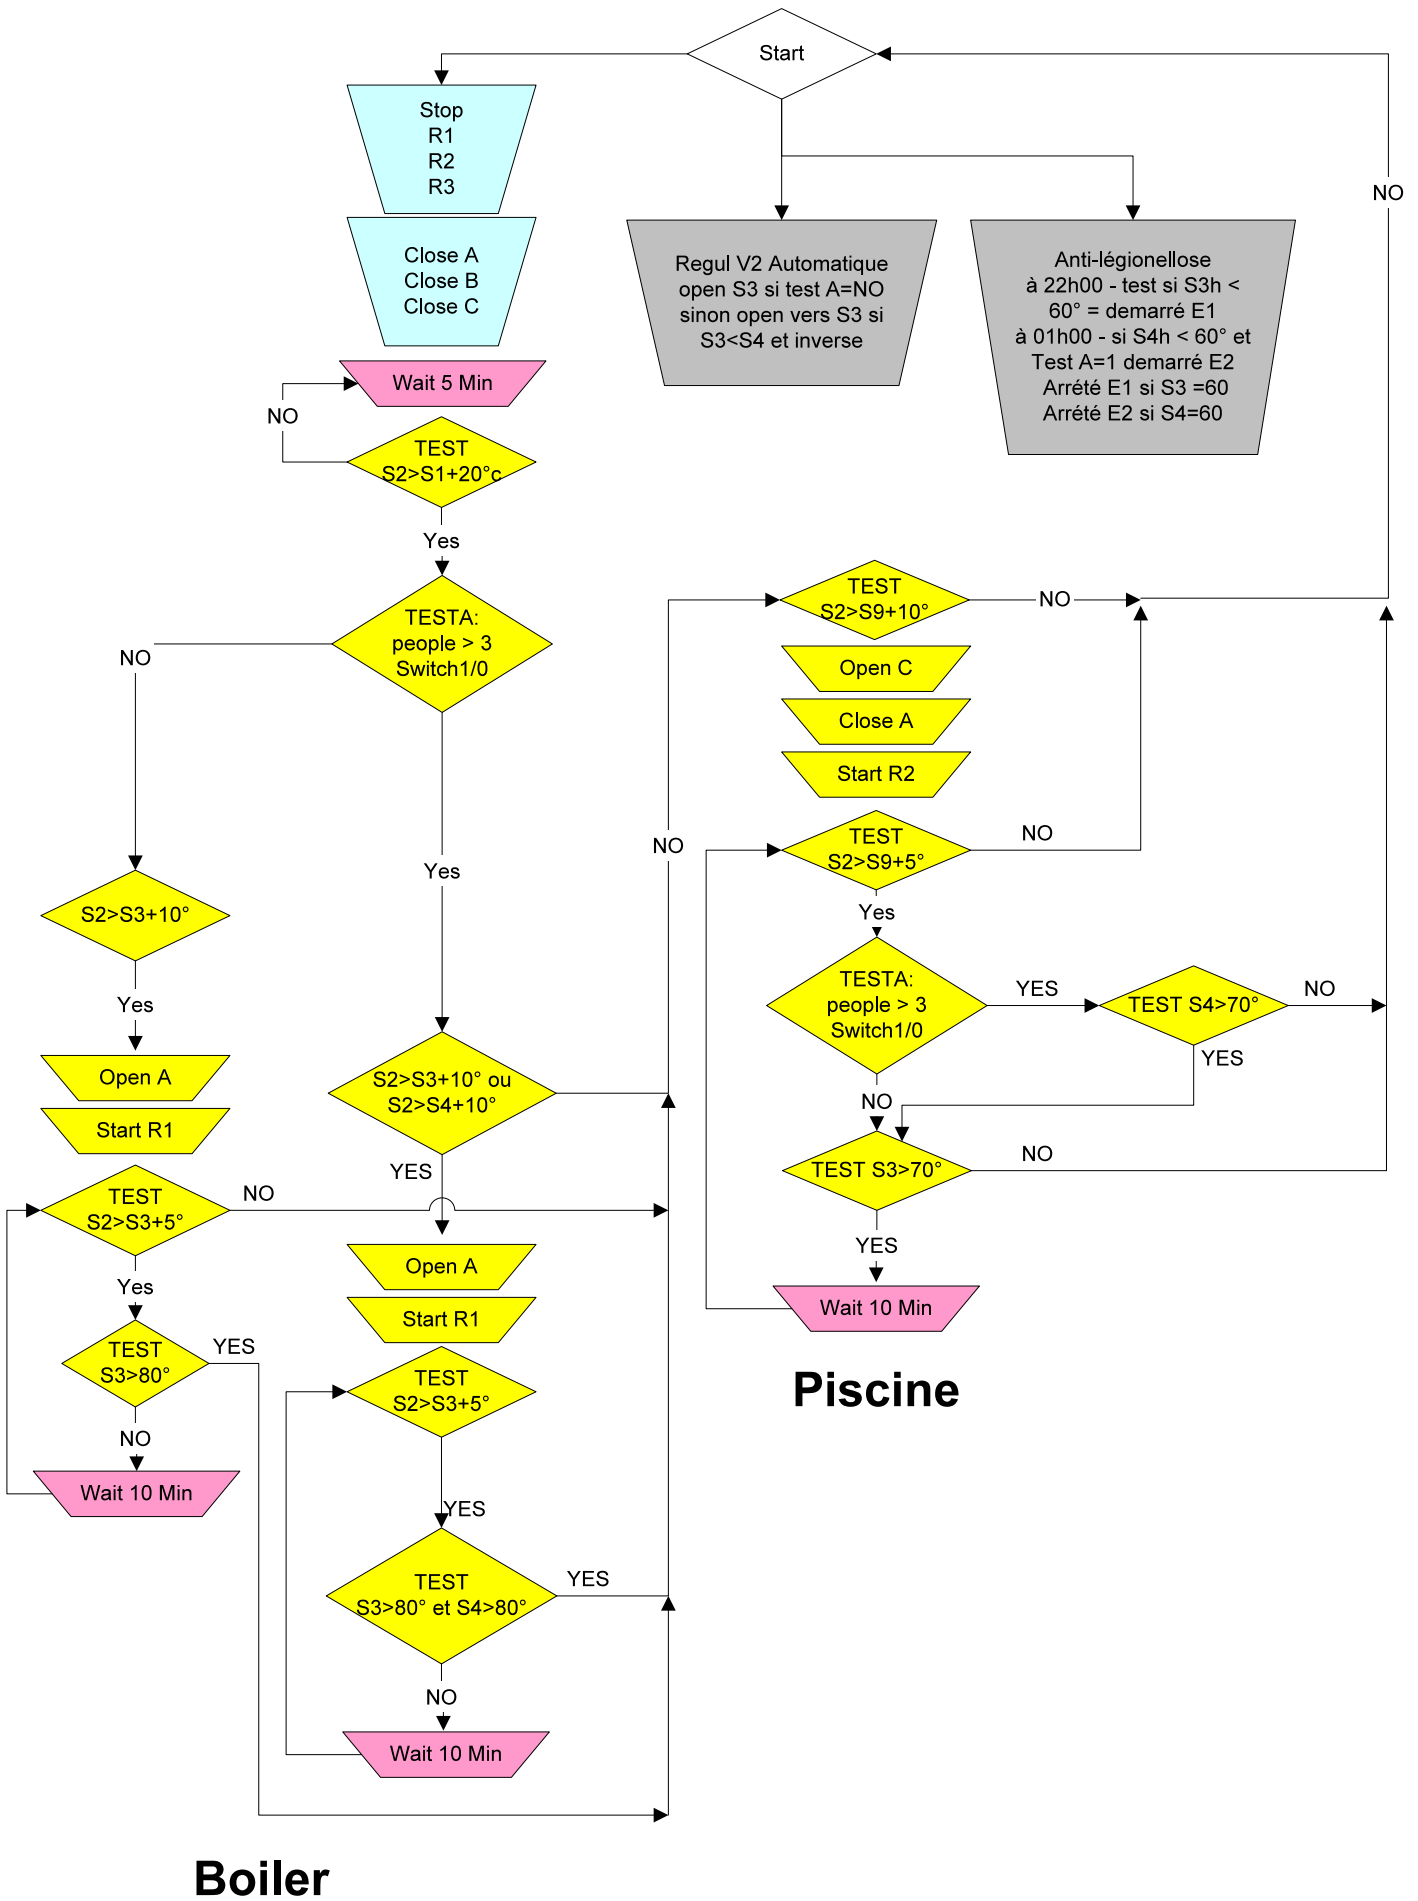 Start
Stop
R1
R2
R3
Close A
Close B
Close C
Regul V2 Automatique
open S3 si test A=NO
sinon open vers S3 si
S3<S4 et inverse
Anti-légionellose
à 22h00 - test si S3h <
60° = demarré E1
à 01h00 - si S4h < 60° et
Test A=1 demarré E2
Arrété E1 si S3 =60
Arrété E2 si S4=60
NO
Wait 5 Min
NO
TEST
S2>S1+20°c
Yes
TESTA:
people > 3
Switch1/0
NO
Yes
S2>S3+10°
Yes
Open A
Start R1
TEST
S2>S3+5°
NO
Yes
TEST
S3>80°
YES
NO
Wait 10 Min
S2>S3+10° ou
S2>S4+10°
NO
YES
Open A
Start R1
TEST
S2>S3+5°
YES
TEST
S3>80° et S4>80°
YES
NO
Wait 10 Min
Boiler
TEST
S2>S9+10°
NO
Open C
Close A
Start R2
TEST
S2>S9+5°
NO
Yes
TESTA:
people > 3
Switch1/0
YES
TEST S4>70°
NO
YES
NO
TEST S3>70°
NO
YES
Wait 10 Min
Piscine